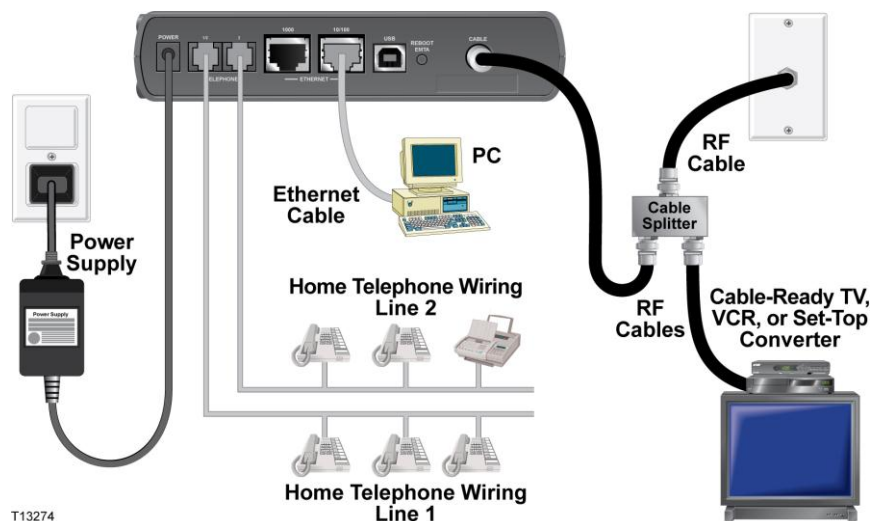 POWER
1/2
1
1000
10/100
USB
REBOOT
EMTA
CABLE
TELEPHONE
ETHERNET
RF
Cable
PC
Ethernet
Cable
Cable
Splitter
Power
Supply
Power Supply
Home Telephone Wiring
Line 2
RF
Cables
Cable-Ready TV,
VCR, or Set-Top
Converter
Home Telephone Wiring
Line 1
T13274